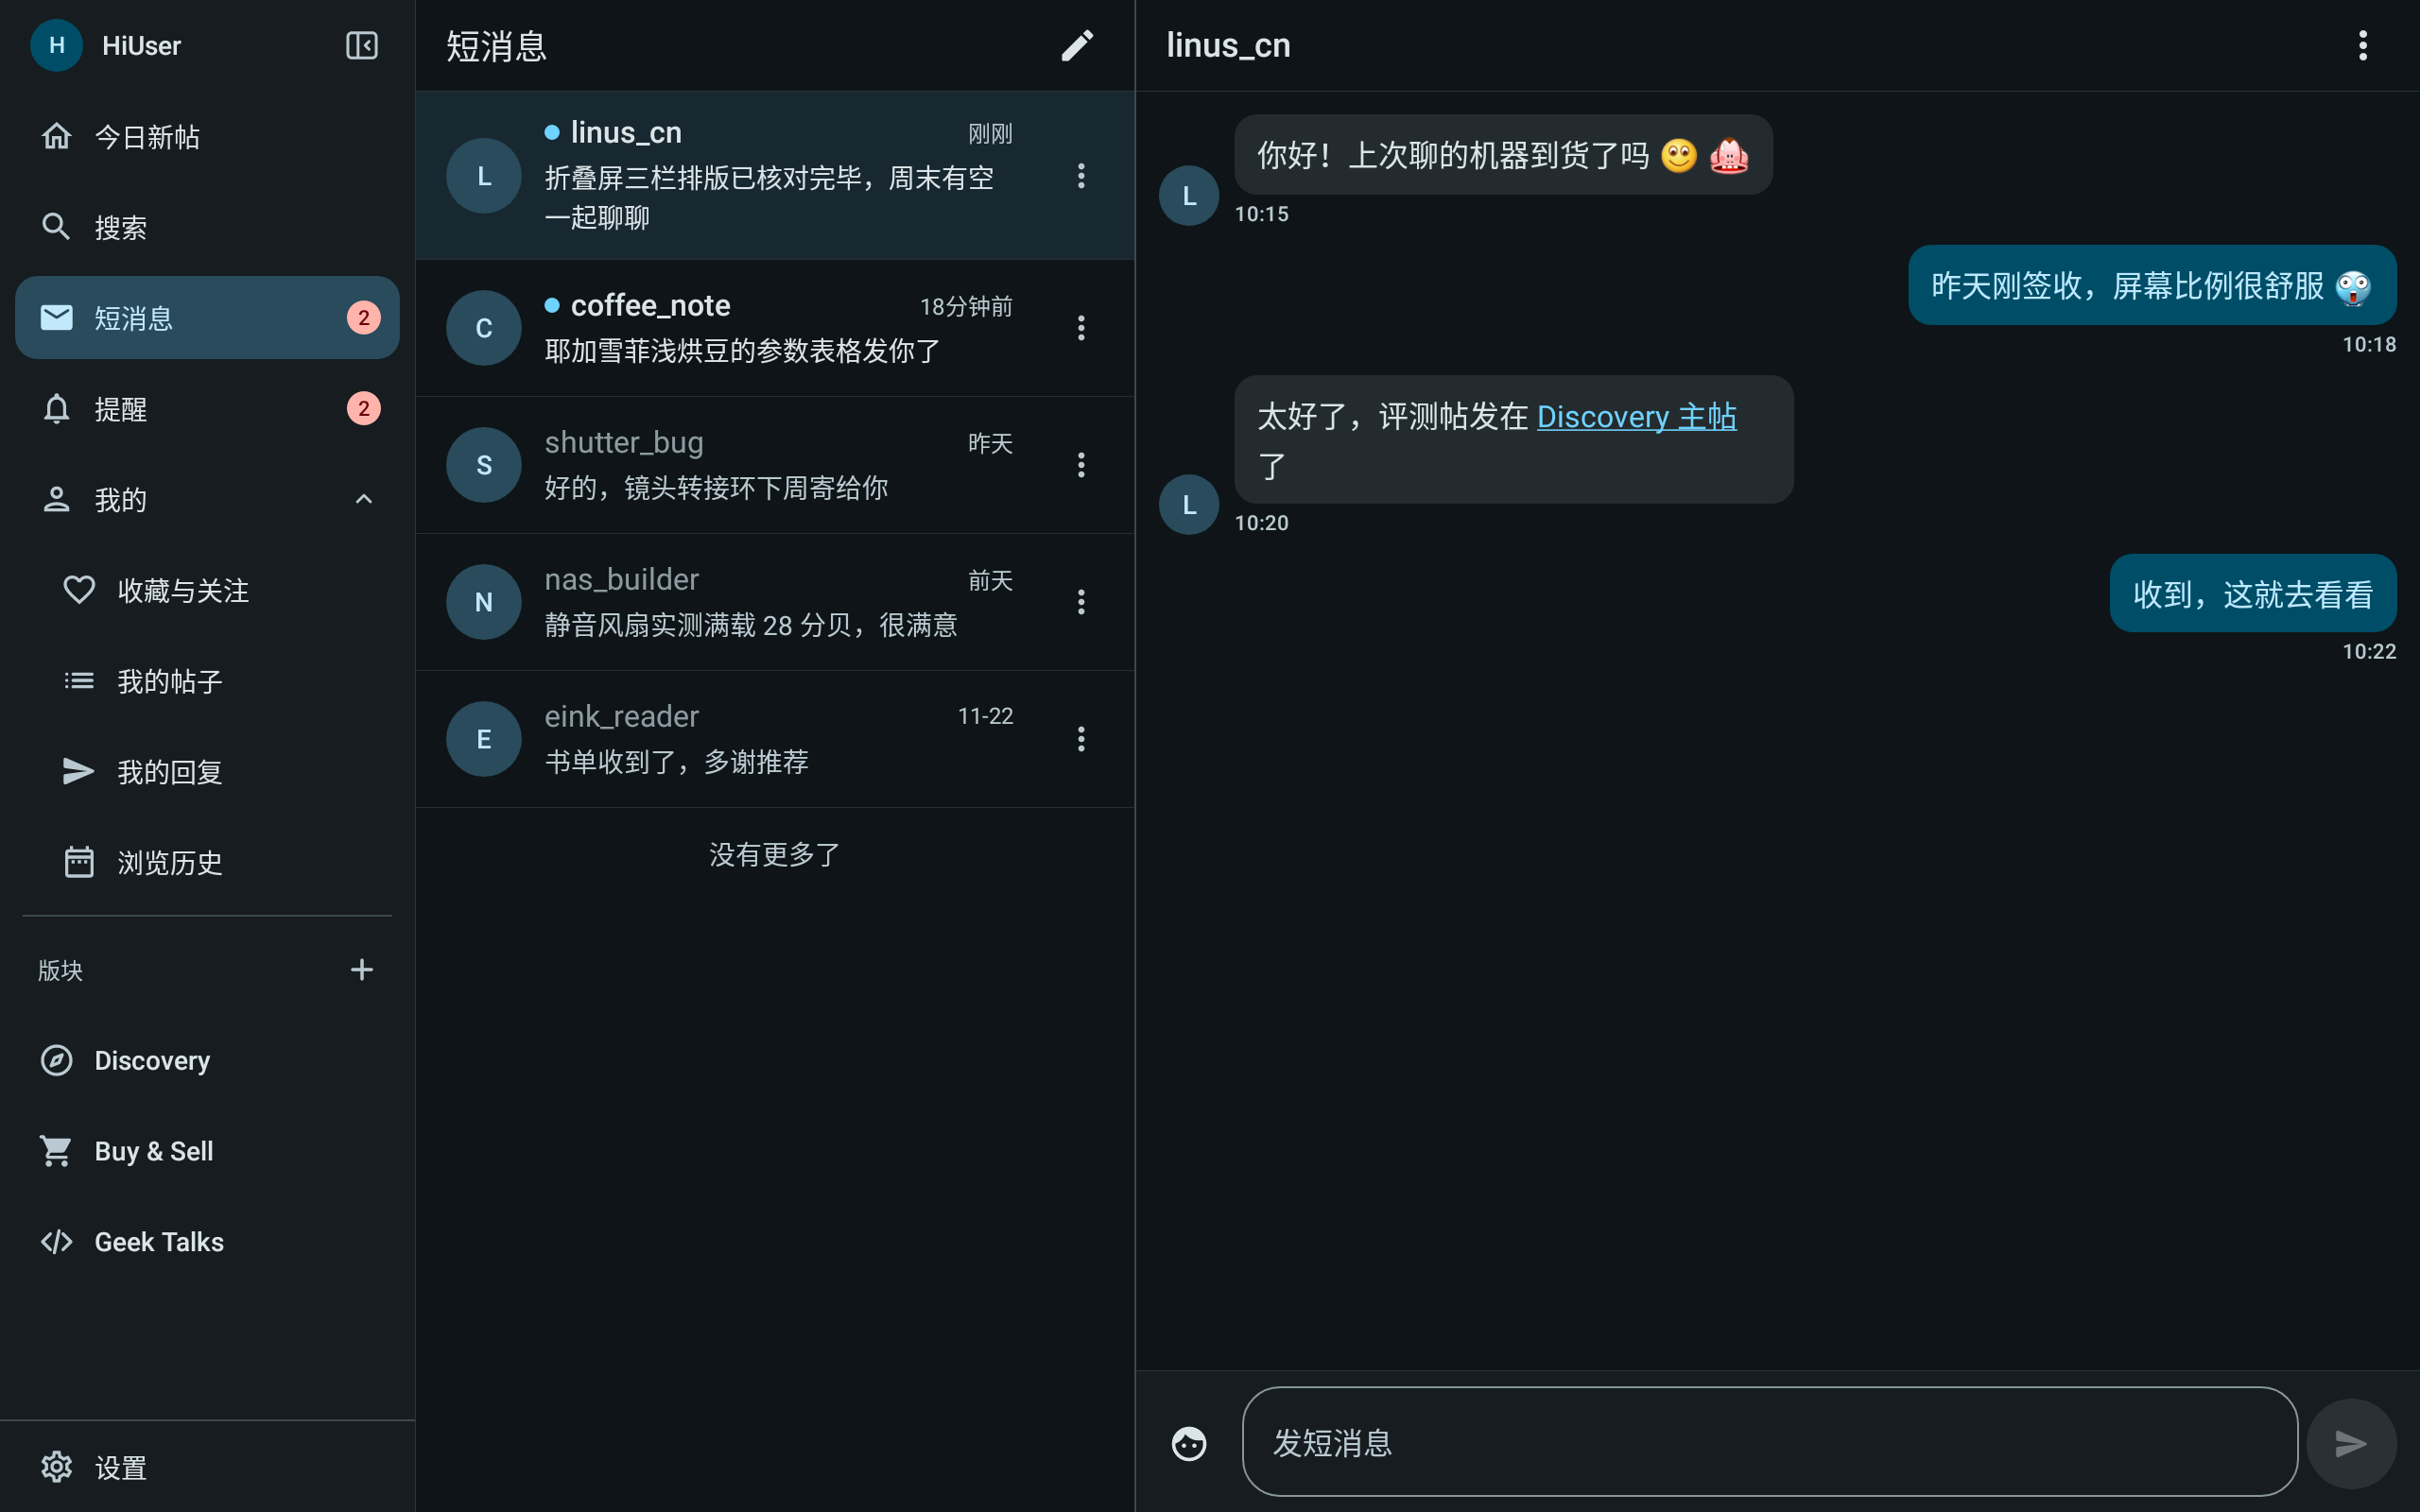 H HiUser
今日新帖
搜索
短消息 2
提醒 2
我的
收藏与关注
我的帖子
我的回复
浏览历史
版块
Discovery
Buy & Sell
Geek Talks
设置
短消息
L linus_cn 刚刚
折叠屏三栏排版已核对完毕，周末有空
一起聊聊
C coffee_note 18分钟前
耶加雪菲浅烘豆的参数表格发你了
S shutter_bug 昨天
好的，镜头转接环下周寄给你
N nas_builder 前天
静音风扇实测满载 28 分贝，很满意
E eink_reader 11-22
书单收到了，多谢推荐
没有更多了
linus_cn
你好！上次聊的机器到货了吗
L
10:15
昨天刚签收，屏幕比例很舒服
10:18
太好了，评测帖发在 Discovery 主帖
了
L
10:20
收到，这就去看看
10:22
发短消息